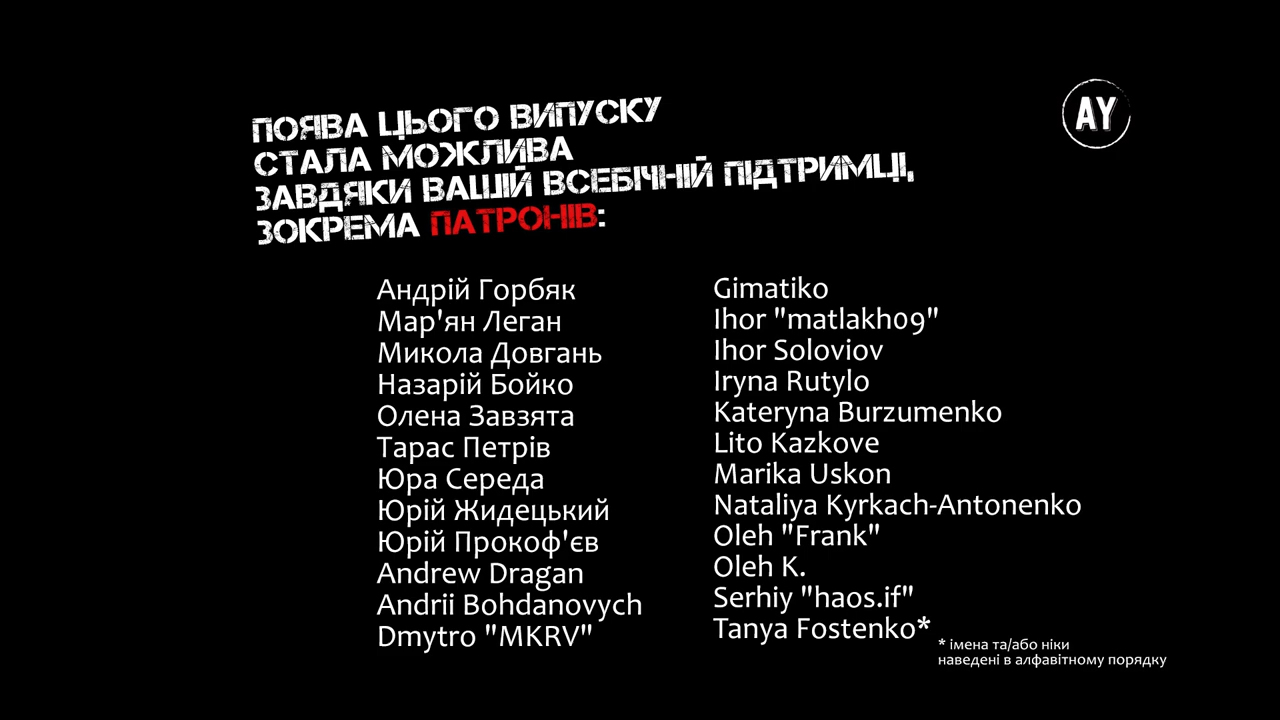 AY
ПОЯВА ЦЬОГО ВИПУСКУ
СТАЛА МОЖЛИВА
ЗАВДЯКИ ВАШІЙ ВСЕБІЧНІЙ ПІДТРИМЦІ,
ЗОКРЕМА ПАТРОНІВ:
Андрій Горбяк
Мар'ян Леган
Микола Довгань
Назарій Бойко
Олена Завзята
Тарас Петрів
Юра Середа
Юрій Жидецький
Юрій Прокоф'єв
Andrew Dragan
Andrii Bohdanovych
Dmytro "MKRV"
Gimatiko
Ihor "matlakh09"
Ihor Soloviov
Iryna Rutylo
Kateryna Burzumenko
Lito Kazkove
Marika Uskon
Nataliya Kyrkach-Antonenko
Oleh "Frank"
Oleh K.
Serhiy "haos.if"
Tanya Fostenko*
* імена та/або ніки
наведені в алфавітному порядку